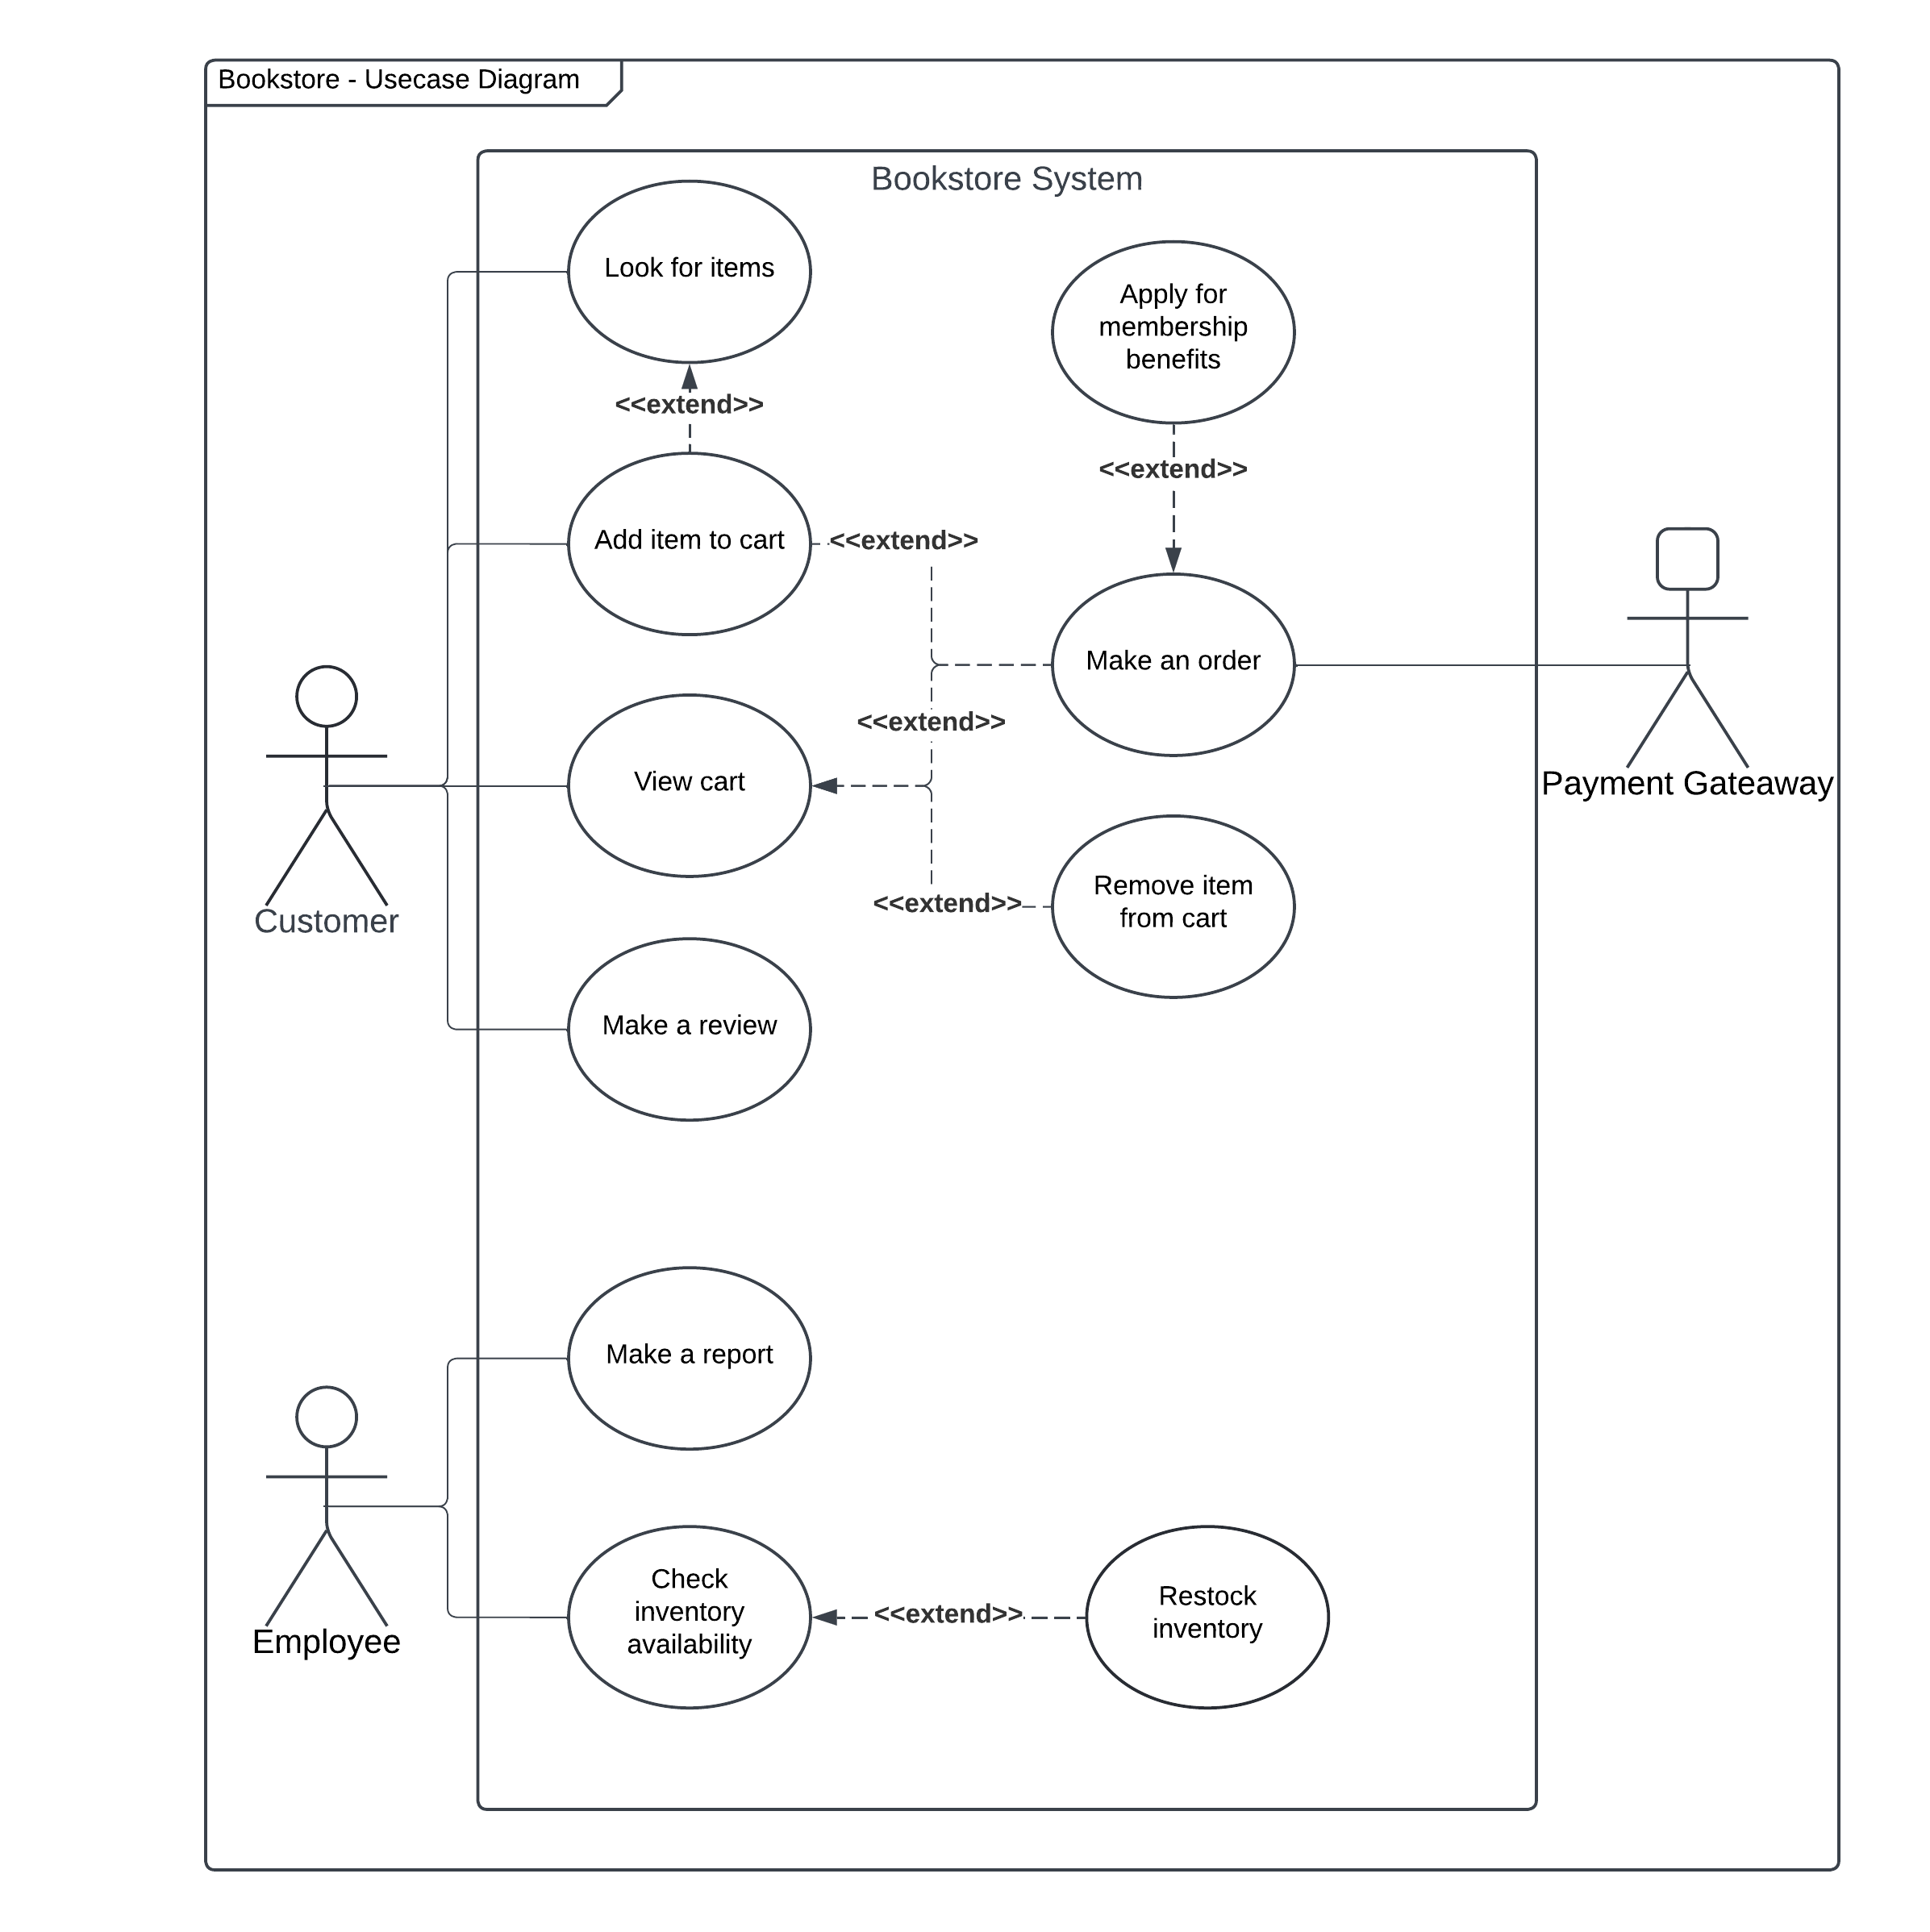 Bookstore - Usecase Diagram
Bookstore System
Look for items
Apply for
membership
benefits
<<extend>>
<<extend>>
Add item to cart
<<extend>>
Make an order
<<extend>>
View cart
Payment Gateaway
Remove item
from cart
<<extend>>
Customer
Make a review
Make a report
Check
inventory
availability
<<extend>>
Restock
inventory
Employee